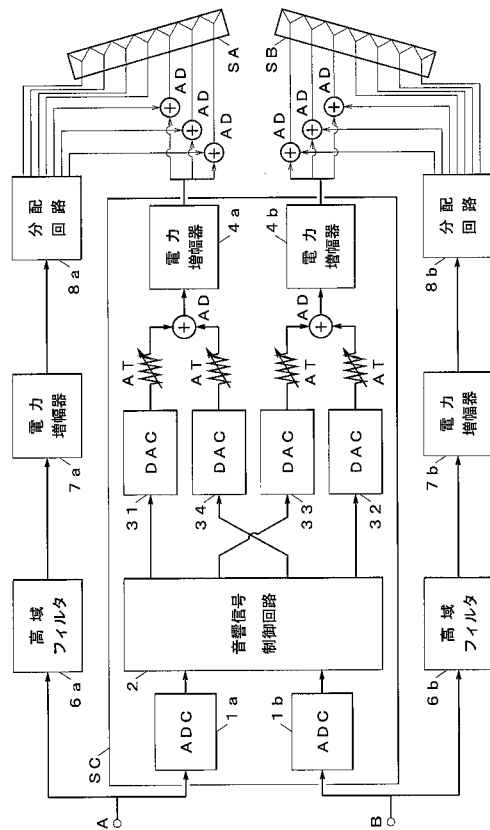 A
高域
フィルタ
6a
電力
増幅器
7a
分配
回路
8a
SA
AD
AD
AD
SC
ADC
1a
ADC
1b
音響信号
制御回路
2
DAC
31
DAC
34
DAC
33
DAC
32
AT
AT
AT
AT
AD
AD
電力
増幅器
4a
電力
増幅器
4b
SB
AD
AD
AD
B
高域
フィルタ
6b
電力
増幅器
7b
分配
回路
8b